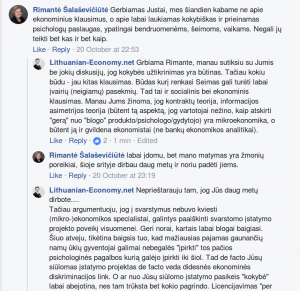 Rimantė Šalaševičiūtė Gerbiamas Justai, mes šiandien kabame ne apie
ekonominius klausimus, o apie labai laukiamas kokybiškas ir prieinamas
psichologų paslaugas, ypatingai bendruomenėms, šeimoms, vaikams. Negali jų
teikti bet kas ir bet kaip.
Like · Reply · 20 October at 22:53
Lithuanian-Economy.net Grbiama Rimante, manau sutiksiu su Jumis
be jokių diskusijų, jog kokybės užtikrinimas yra būtinas. Tačiau kokiu
būdu - jau kitas klausimas. Būdas kurį renkasi Seimas gali turėti labai
įvairių (neigiamų) pasekmių. Tad tai ir socialinis bei ekonominis
klausimas. Manau Jums žinoma, jog kontraktų teorija, informacijos
asimetrijos teorija (būtent tą aspektą, jog vartotojai nežino, kaip atskirti
"gerą" nuo "blogo" produkto/psichologo/gydytojo) yra mikroekonomika, o
būtent ją ir gvildena ekonomistai (ne bankų ekonomikos analitikai).
Like · Reply · 2 · 1 min · Edited
Rimantė Šalaševičiūtė labai įdomu, bet mano matymas yra žmonių
poreikiai, šioje srityje dirbau daug metų ir noriu padėti jiems.
Like · Reply · 20 October at 23:23
Lithuanian-Economy.net Neprieštarauju tam, jog Jūs daug metų
dirbote....
Tačiau argumentuoju, jog į svarstymus nebuvo kviesti
(mikro-)ekonomikos specialistai, galintys paaiškinti svarstomo įstatymo
projekto poveikį visuomenei. Geri norai, kartais labai blogai baigiasi.
Šiuo atveju, tikėtina baigsis tuo, kad mažiausias pajamas gaunančių
namų ūkių gyventojai galimai nebegalės "pirkti" tos pačios
psichologinės pagalbos kurią galėjo įpirkti iki šiol. Tad de facto Jūsų
siūlomas įstatymo projektas de facto veda didesnės ekonominės
diskriminacijos link. O ar nuo Jūsų siūlomo įstatymo pasikeis "kokybė"
labai abejotina, nes tam trūksta bet kokio pagrindo. Licencijavimas "per